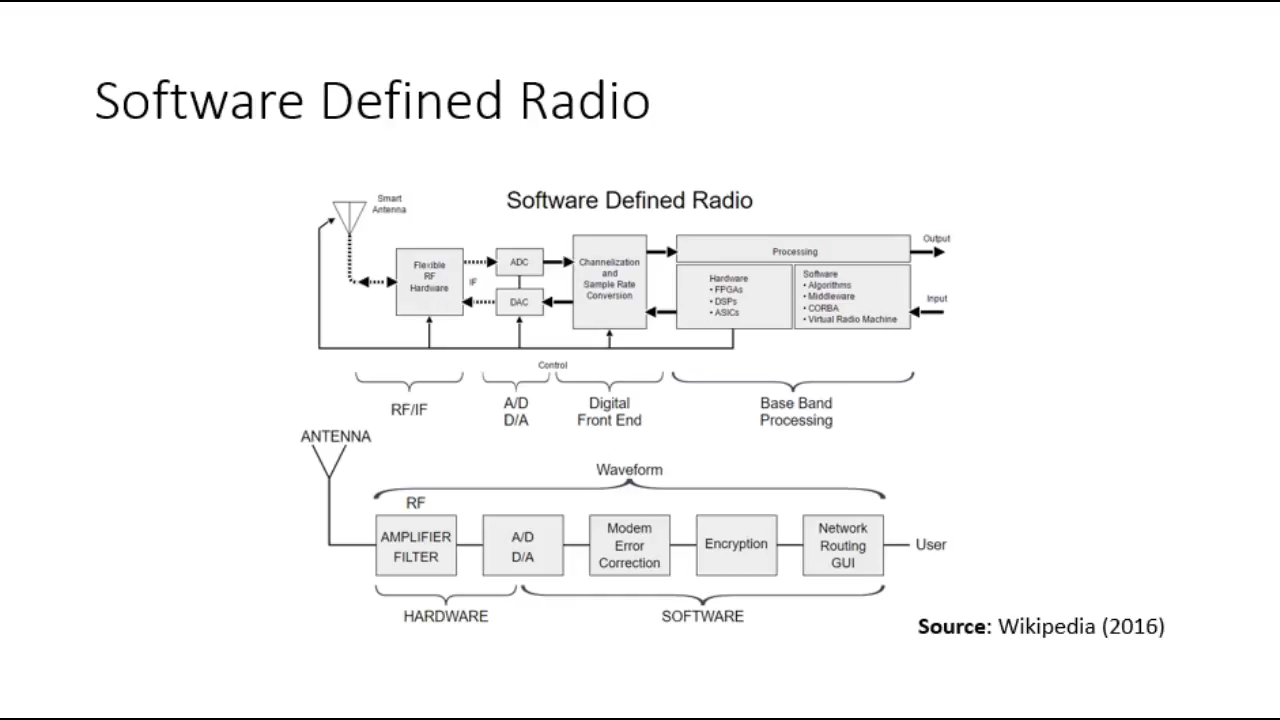 Software Defined Radio
Software Defined Radio
Smart
Antenna
Flexible
RF
Hardware
IF
ADC
DAC
Channelization
and
Sample Rate
Conversion
Processing
Hardware
• FPGAs
• DSPs
• ASICs
Software
• Algorithms
• Middleware
• CORBA
• Virtual Radio Machine
Output
Input
Control
RF/IF
A/D
D/A
Digital
Front End
Base Band
Processing
ANTENNA
Waveform
RF
AMPLIFIER
FILTER
A/D
D/A
Modem
Error
Correction
Encryption
Network
Routing
GUI
User
HARDWARE
SOFTWARE
Source: Wikipedia (2016)